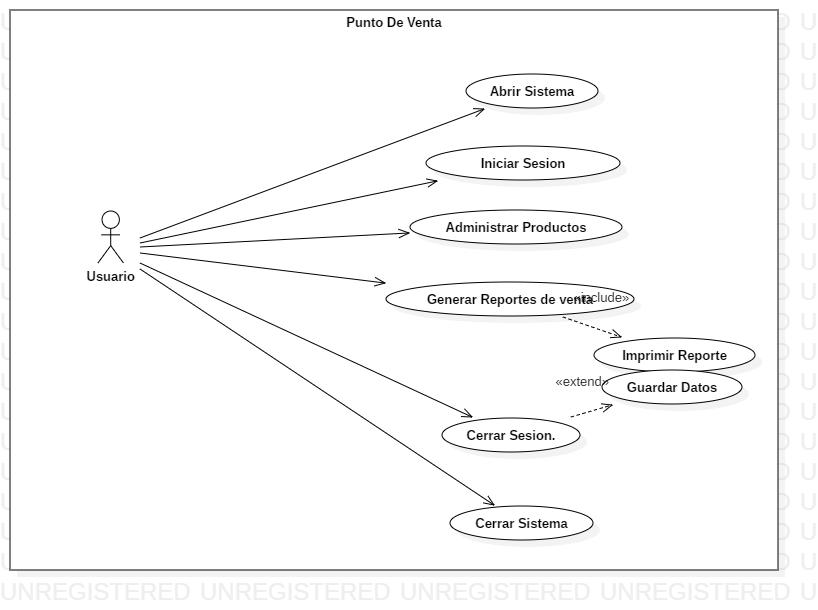 Punto De Venta
Abrir Sistema
Iniciar Sesion
Administrar Productos
Usuario
Generar Reportes de venta
«include»
Imprimir Reporte
«extend»
Guardar Datos
Cerrar Sesion.
Cerrar Sistema
UNREGISTERED UNREGISTERED UNREGISTERED UNREGISTERED U